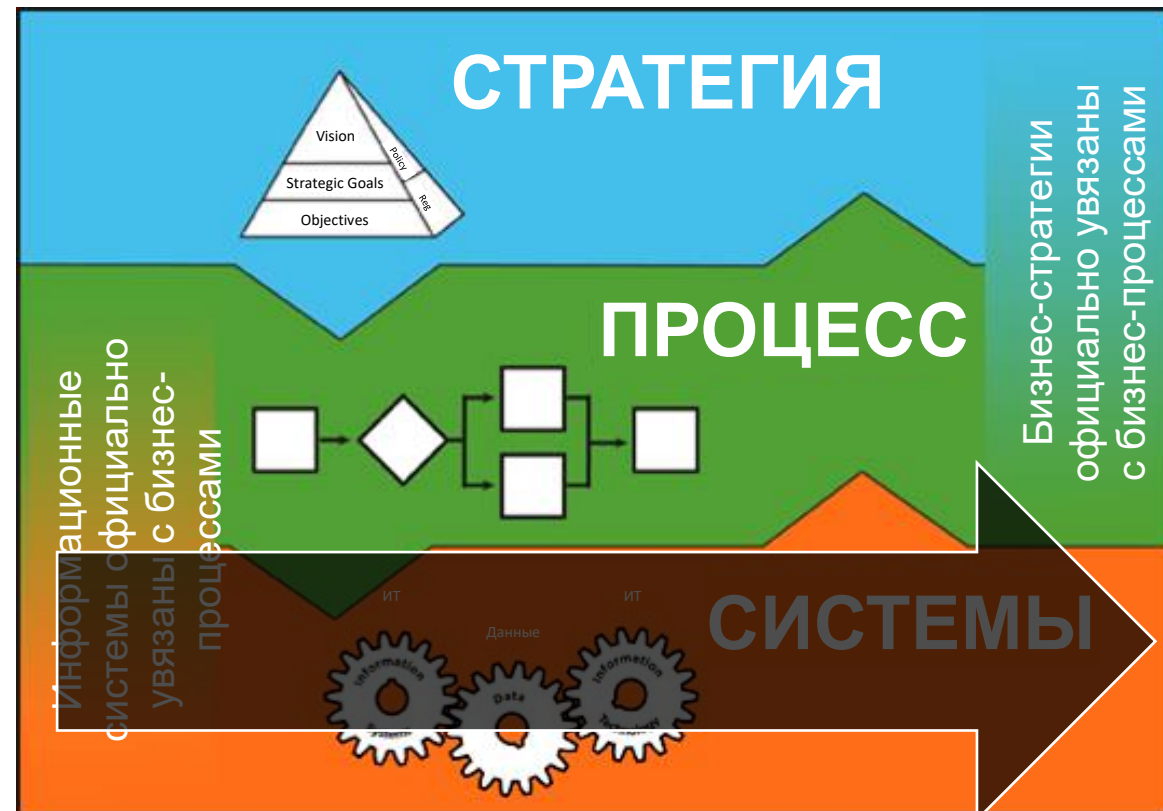 СТРАТЕГИЯ
Vision
Policy
Strategic Goals
Reg
Objectives
Бизнес-стратегии
официально увязаны
с бизнес-процессами
ПРОЦЕСС
Информационные
системы официально
увязаны с бизнес-
процессами
ИТ
ИТ
Данные
СИСТЕМЫ
Information
Systems
Data
Information
Technology